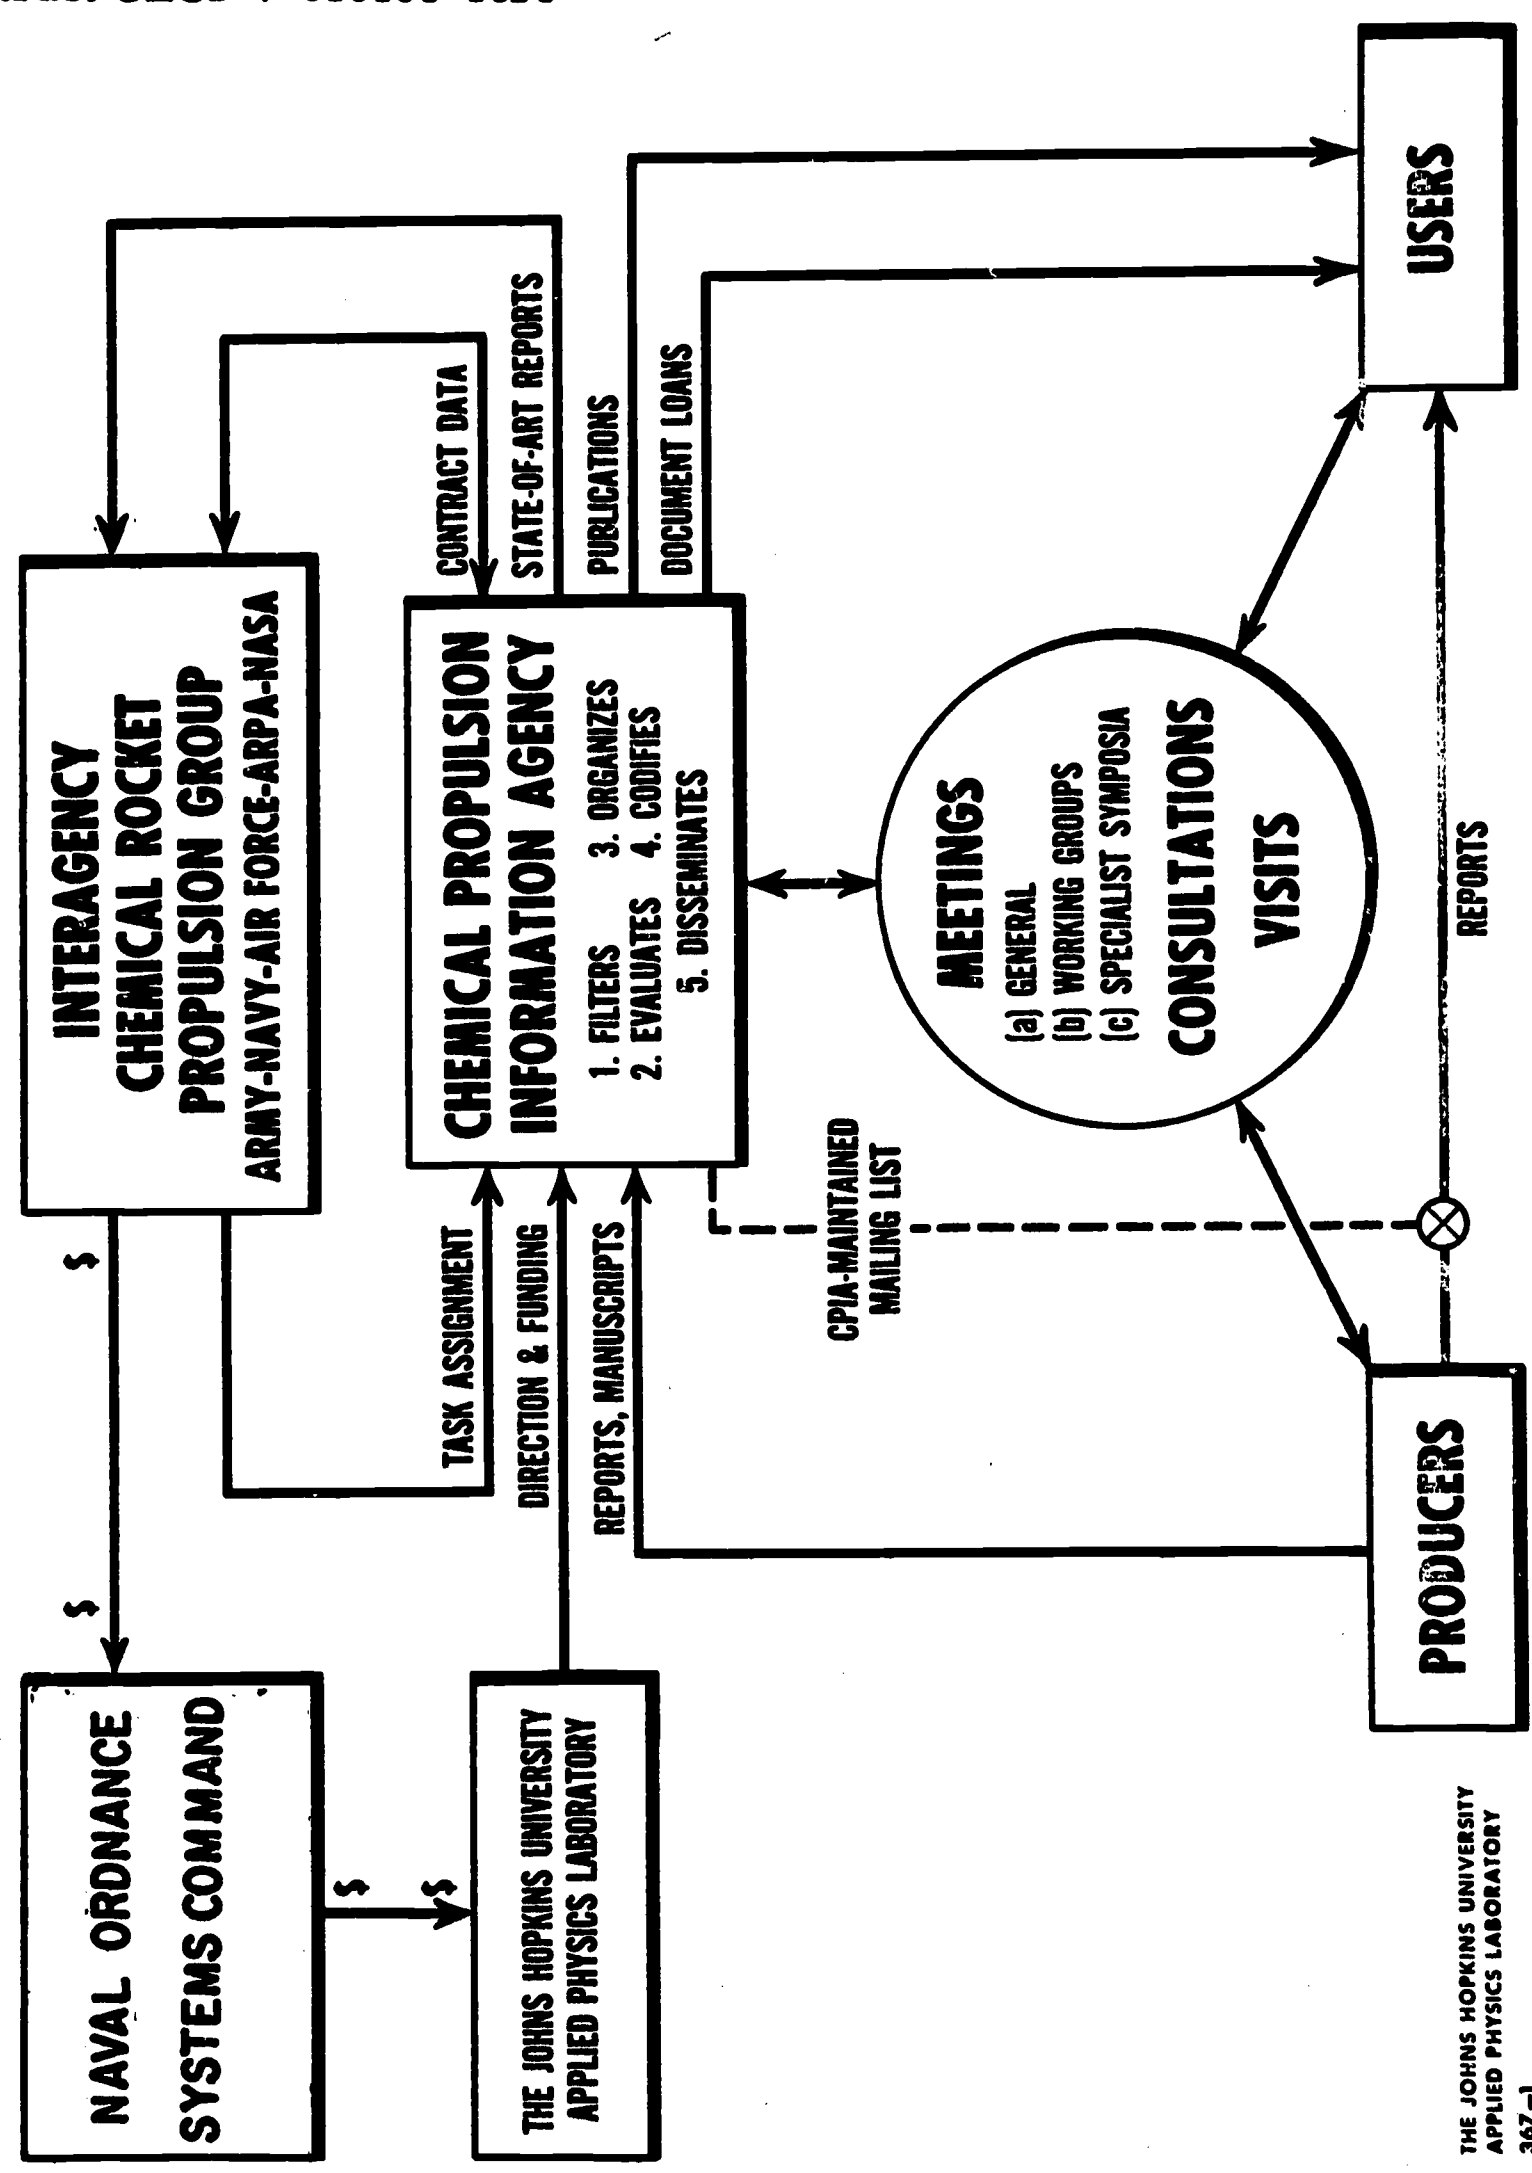 NAVAL ORDNANCE
SYSTEMS COMMAND
$
$
INTERAGENCY
CHEMICAL ROCKET
PROPULSION GROUP
ARMY-NAVY-AIR FORCE-ARPA-NASA
$
$
THE JOHNS HOPKINS UNIVERSITY
APPLIED PHYSICS LABORATORY
TASK ASSIGNMENT
DIRECTION & FUNDING
REPORTS, MANUSCRIPTS
CHEMICAL PROPULSION
INFORMATION AGENCY
1. FILTERS 3. ORGANIZES
2. EVALUATES 4. CODIFIES
5. DISSEMINATES
CONTRACT DATA
STATE-OF-ART REPORTS
PUBLICATIONS
DOCUMENT LOANS
CPIA-MAINTAINED
MAILING LIST
MEETINGS
(a) GENERAL
(b) WORKING GROUPS
(c) SPECIALIST SYMPOSIA
CONSULTATIONS
VISITS
PRODUCERS
REPORTS
USERS
THE JOHNS HOPKINS UNIVERSITY
APPLIED PHYSICS LABORATORY